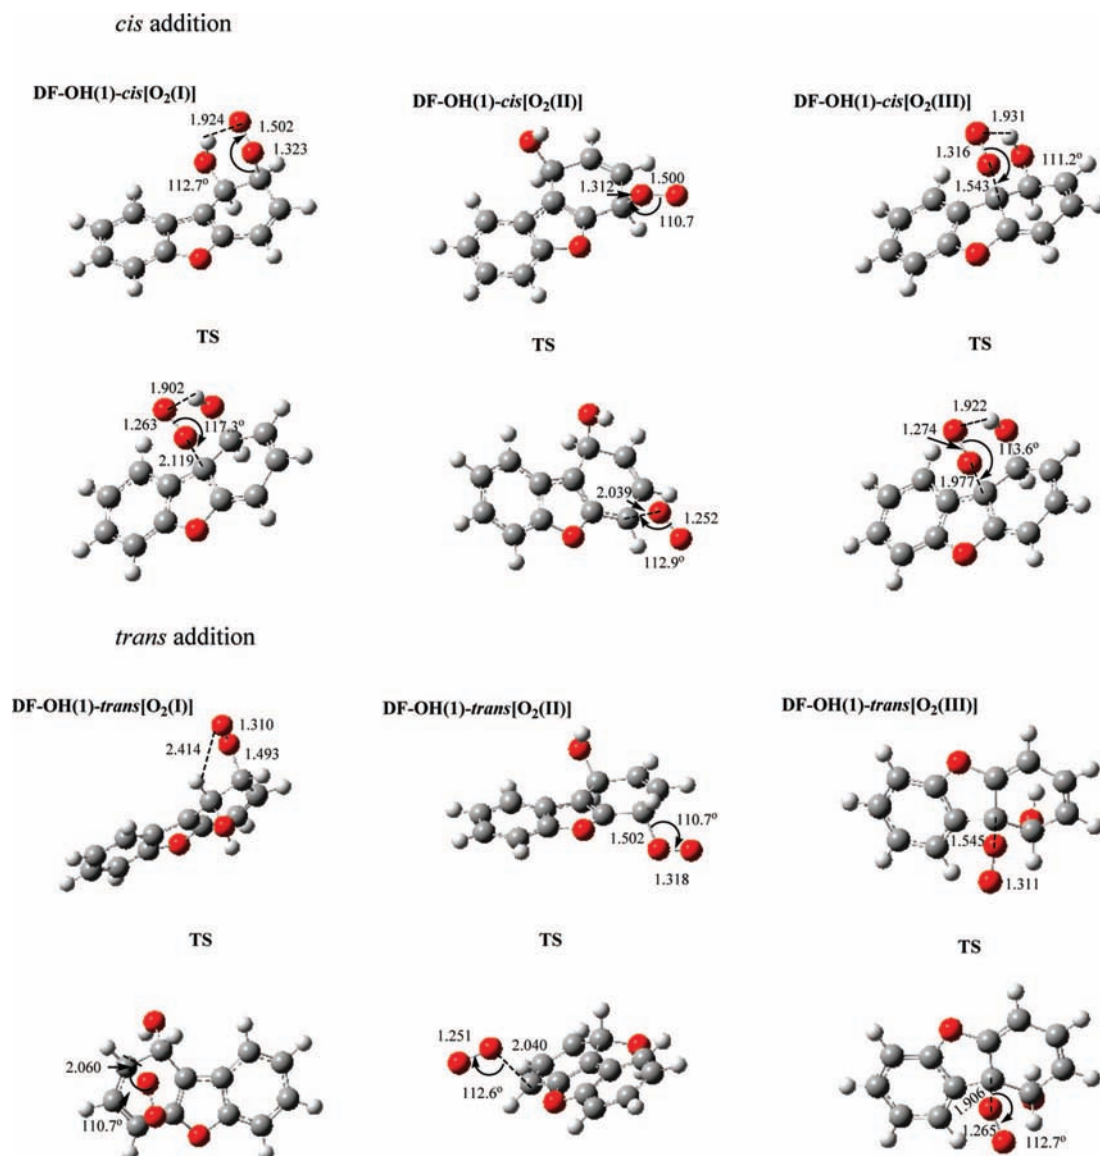 cis addition
DF-OH(1)-cis[O₂(I)]
DF-OH(1)-cis[O₂(II)]
DF-OH(1)-cis[O₂(III)]
1.924
1.502
1.323
112.7°
1.312
1.500
110.7
1.931
1.316
111.2°
1.543
TS
TS
TS
1.902
1.263
117.3°
2.119
2.039
1.252
112.9°
1.922
1.274
113.6°
1.977
trans addition
DF-OH(1)-trans[O₂(I)]
DF-OH(1)-trans[O₂(II)]
DF-OH(1)-trans[O₂(III)]
1.310
2.414
1.493
110.7°
1.502
1.318
1.545
1.311
TS
TS
TS
2.060
110.7°
1.251
2.040
112.6°
1.906
1.265
112.7°